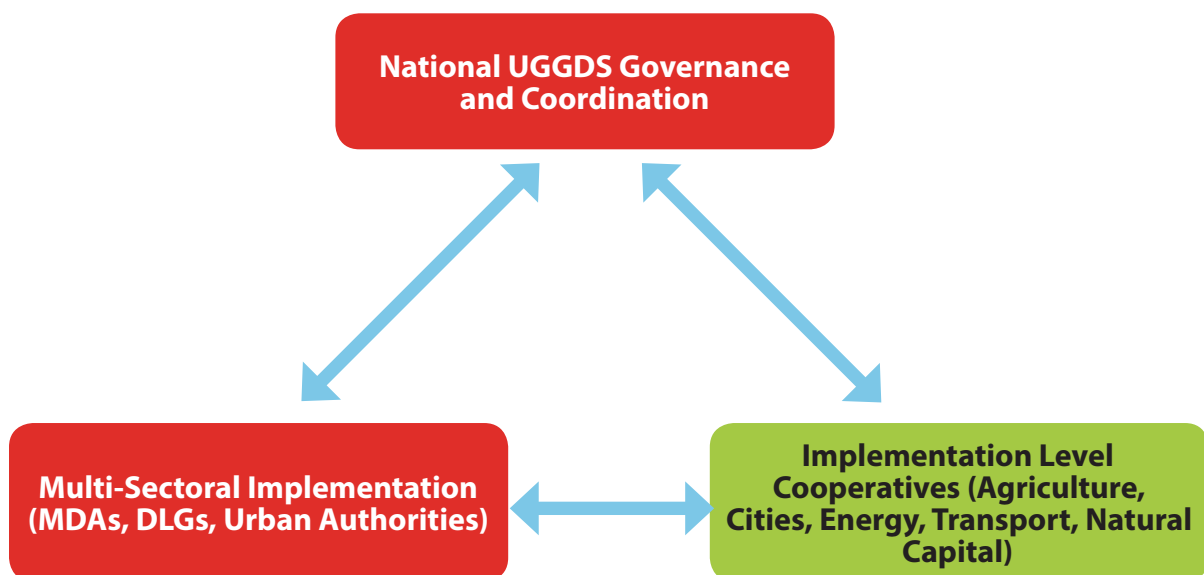 National UGGDS Governance
and Coordination
Multi-Sectoral Implementation
(MDAs, DLGs, Urban Authorities)
Implementation Level
Cooperatives (Agriculture,
Cities, Energy, Transport, Natural
Capital)